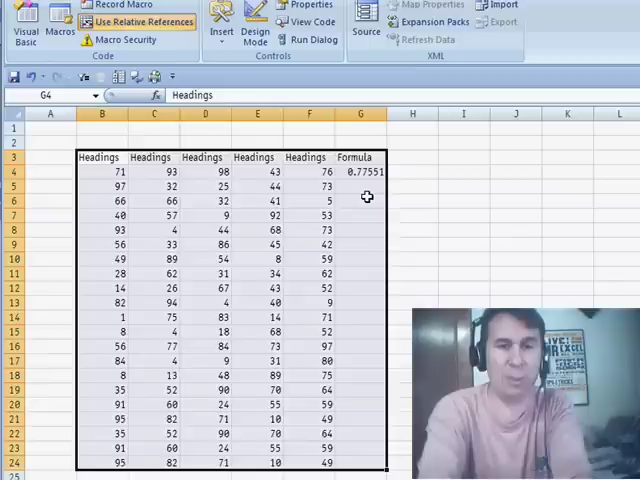 Record Macro
Properties
Map Properties
Import
Use Relative References
View Code
Expansion Packs
Export
Visual Basic
Macros
Macro Security
Insert
Design Mode
Run Dialog
Source
Refresh Data
Code
Controls
XML
G4
fx
Headings
A B C D E F G H I J K
1
2
3 Headings Headings Headings Headings Headings Formula
4 71 93 98 43 76 0.77551
5 97 32 25 44 73
6 66 66 32 41 5
7 40 57 9 92 53
8 93 4 44 68 73
9 56 33 86 45 42
10 49 89 54 8 59
11 28 62 31 34 62
12 14 26 67 43 52
13 82 94 4 40 9
14 1 75 83 14 71
15 8 4 18 68 52
16 56 77 84 73 97
17 84 4 9 31 80
18 8 13 48 89 75
19 35 52 90 70 64
20 91 60 24 55 59
21 95 82 71 10 49
22 35 52 90 70 64
23 91 60 24 55 59
24 95 82 71 10 49
25
LIVE!
MR EXCEL